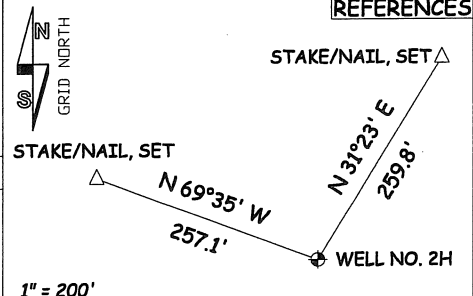 REFERENCES
N
S
GRID NORTH
STAKE/NAIL, SET
STAKE/NAIL, SET
N 31°23' E
259.8'
N 69°35' W
257.1'
WELL NO. 2H
1" = 200'